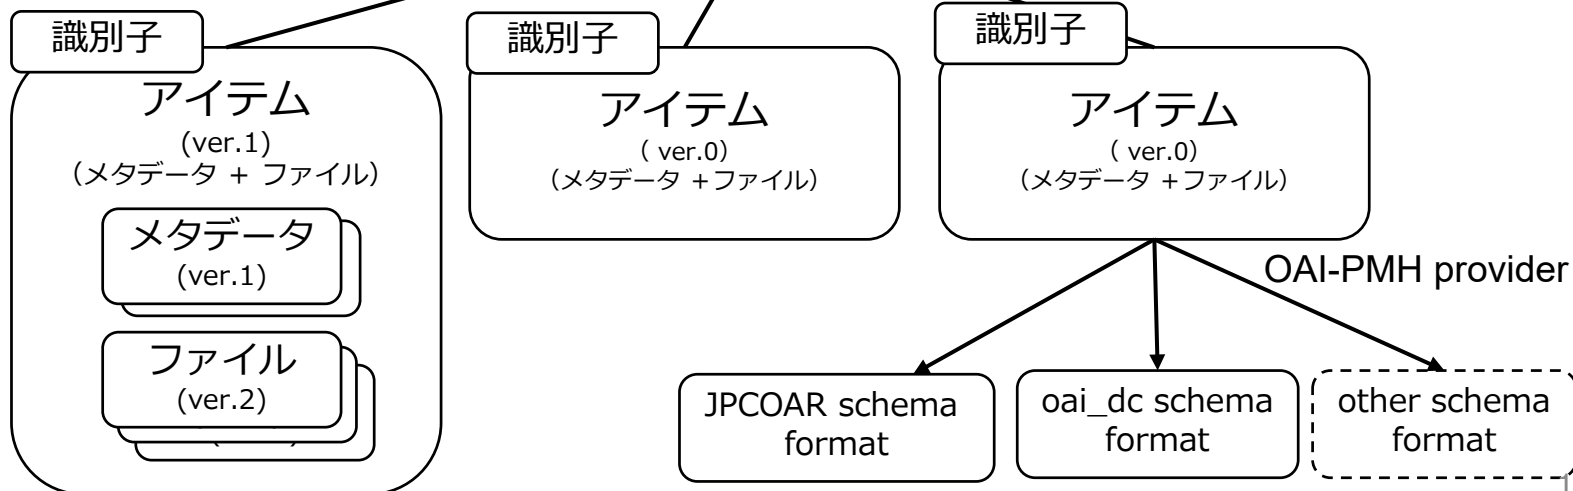 識別子
アイテム
(ver.1)
（メタデータ + ファイル）
メタデータ
(ver.1)
ファイル
(ver.2)
識別子
アイテム
（ ver.0）
（メタデータ +ファイル）
識別子
アイテム
（ ver.0）
（メタデータ +ファイル）
OAI-PMH provider
JPCOAR schema
format
oai_dc schema
format
other schema
format